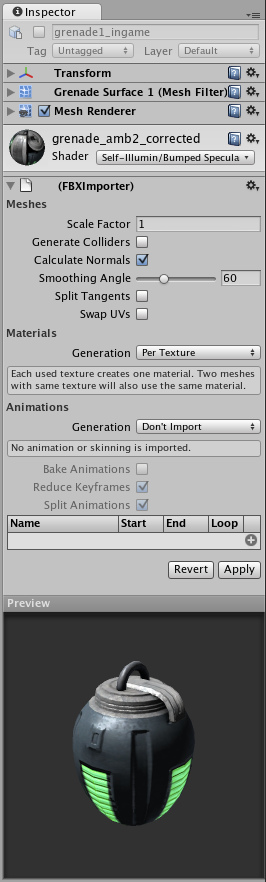 Inspector
grenade1_ingame
Tag Untagged Layer Default
Transform
Grenade Surface 1 (Mesh Filter)
Mesh Renderer
grenade_amb2_corrected
Shader Self-Illumin/Bumped Specula
(FBXImporter)
Meshes
Scale Factor 1
Generate Colliders
Calculate Normals
Smoothing Angle 60
Split Tangents
Swap UVs
Materials
Generation Per Texture
Each used texture creates one material. Two meshes
with same texture will also use the same material.
Animations
Generation Don't Import
No animation or skinning is imported.
Bake Animations
Reduce Keyframes
Split Animations
Name Start End Loop
Revert Apply
Preview